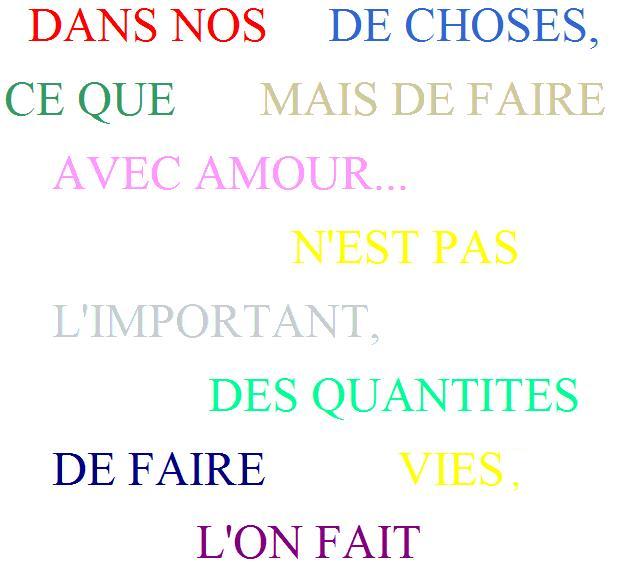 DANS NOS DE CHOSES,
CE QUE MAIS DE FAIRE
AVEC AMOUR...
N'EST PAS
L'IMPORTANT,
DES QUANTITES
DE FAIRE VIES,
L'ON FAIT